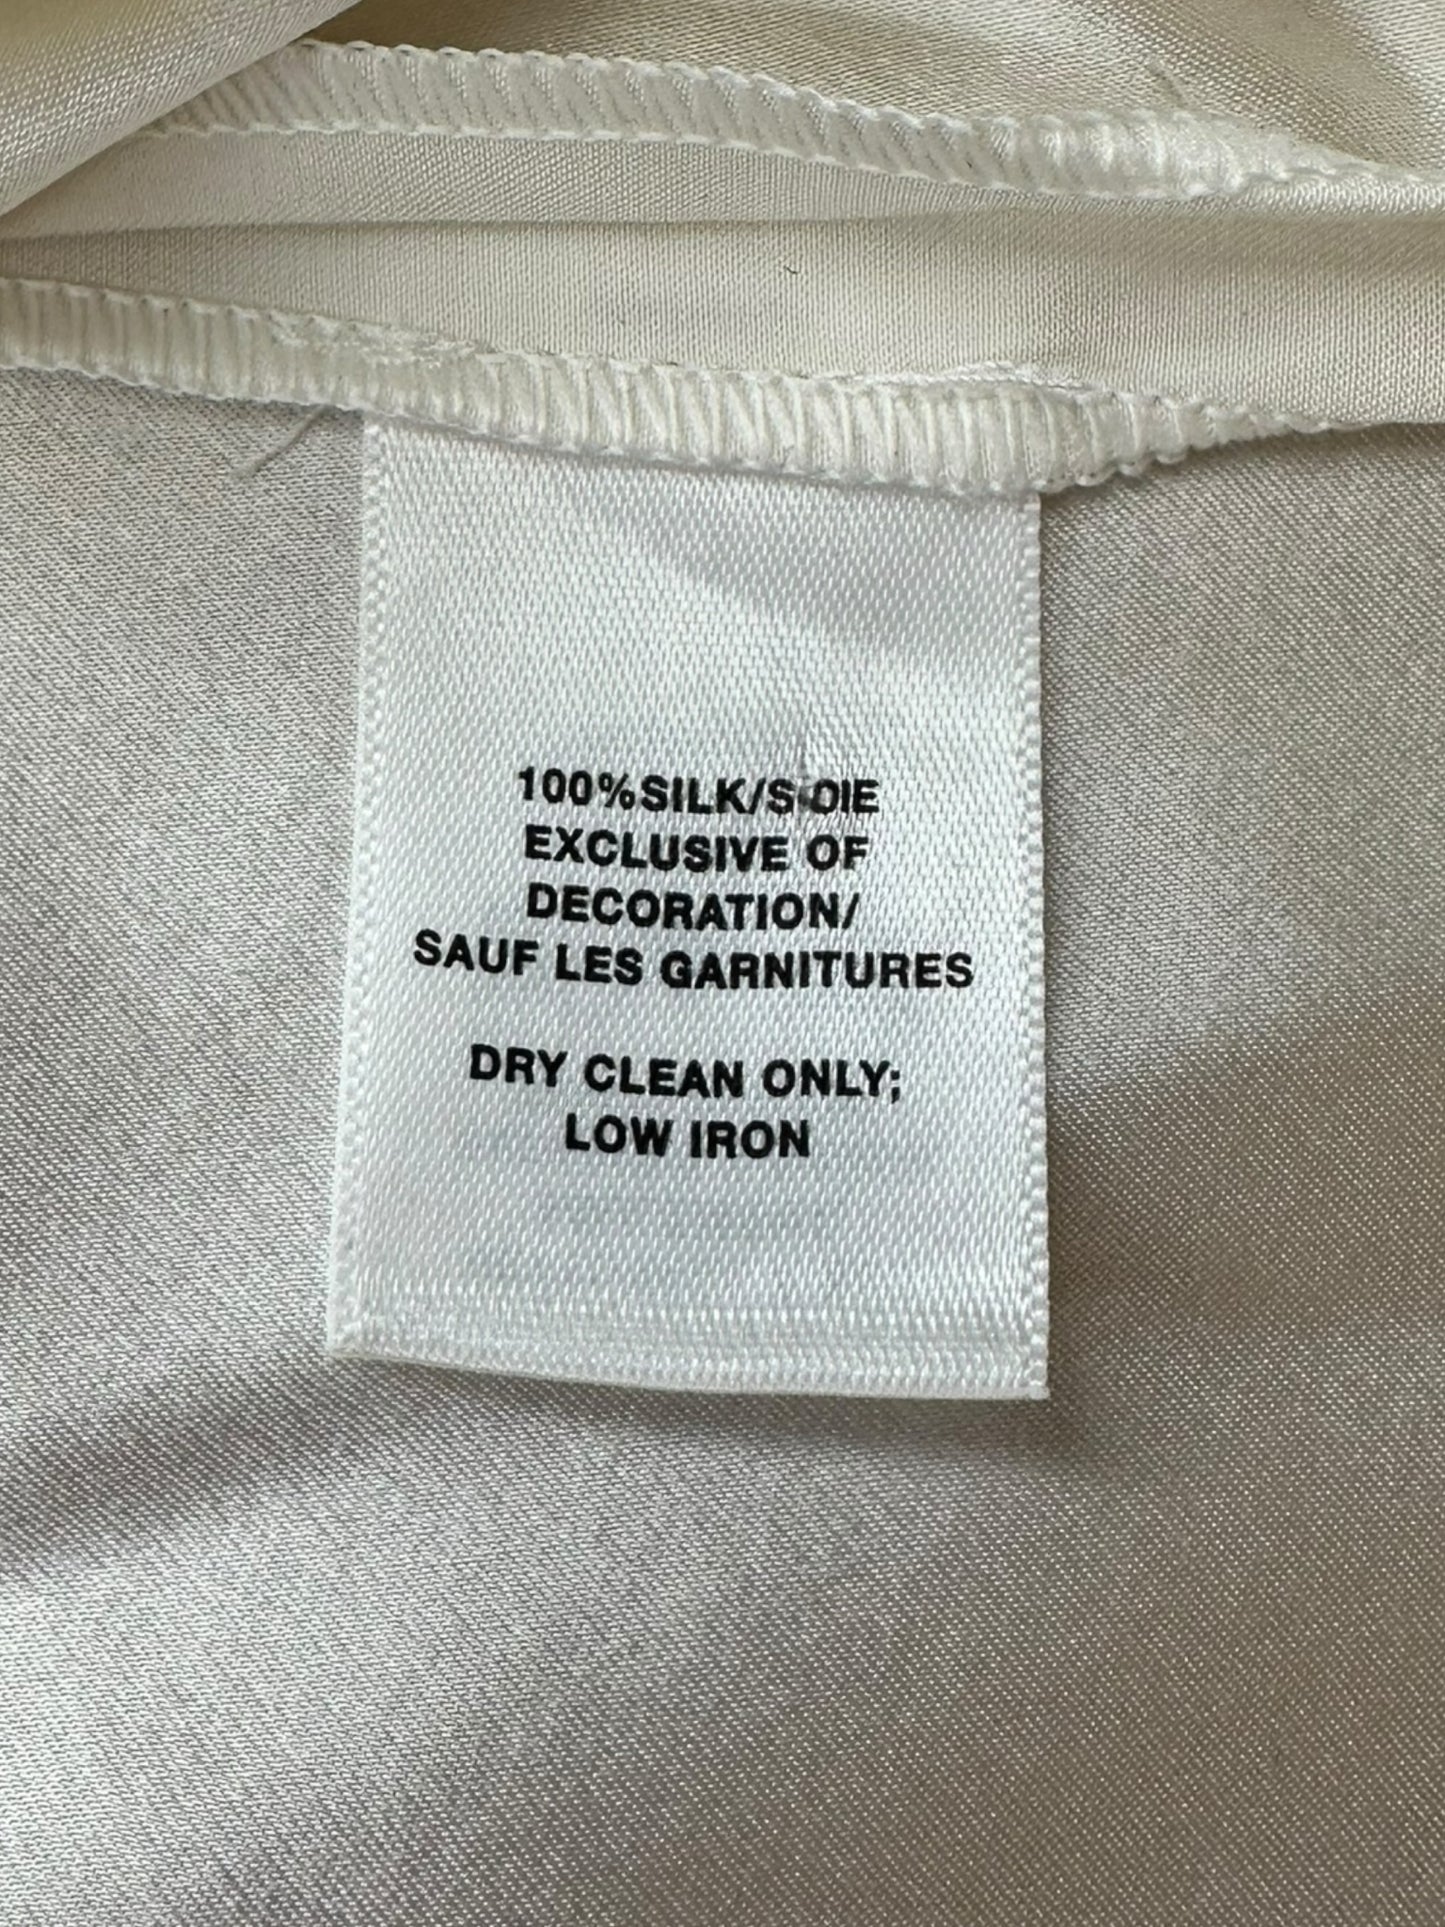 100%SILK/SOIE
EXCLUSIVE OF
DECORATION/
SAUF LES GARNITURES
DRY CLEAN ONLY;
LOW IRON